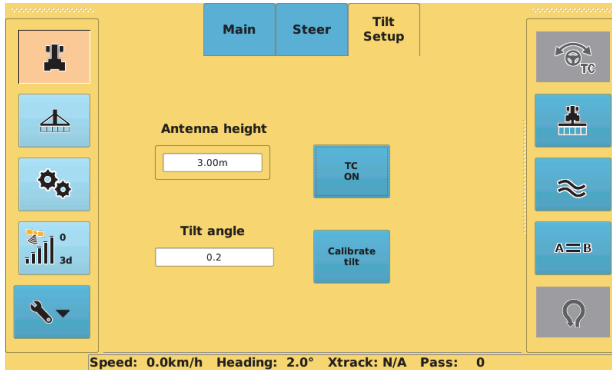 Main
Steer
Tilt
Setup
TC
Antenna height
3.00m
TC
ON
Tilt angle
0.2
Calibrate
tilt
0
3d
A=B
Speed: 0.0km/h Heading: 2.0° Xtrack: N/A Pass: 0